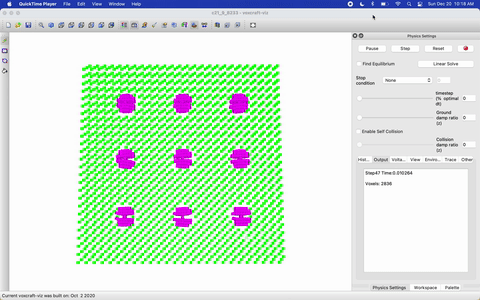 QuickTime Player File Edit View Window Help
Sun Dec 20 10:18 AM
v21_0_0333 - voxcraft-viz
Physics Settings
Pause Step Reset
Find Equilibrium Linear Solve
Stop condition None 0
timestep (% optimal dt) 0
Ground damp ratio (z) 0
Enable Self Collision
Collision damp ratio (z) 0
Hist... Output Volta... View Enviro... Trace Other
Step47 Time:0.010264
Voxels: 2836
Physics Settings Workspace Palette
Current voxcraft-viz was built on: Oct 2 2020